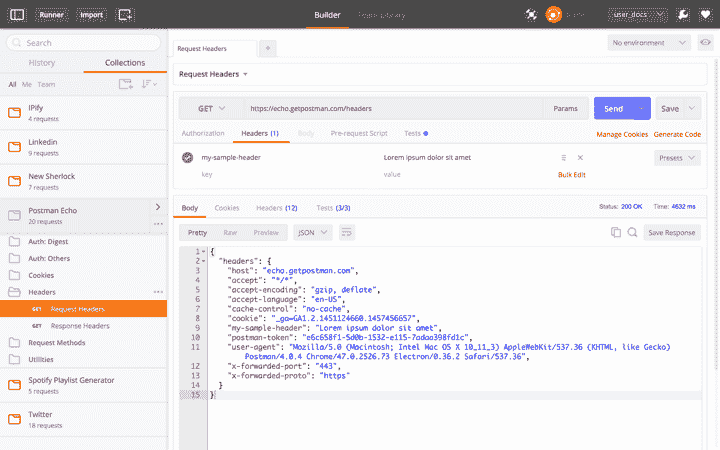 Runner Import Builder Team Library user_docs
Search Request Headers + No environment
History Collections
All Me Team Request Headers
IPify
4 requests
GET https://echo.getpostman.com/headers Params Send Save
Linkedin
9 requests
Authorization Headers (1) Body Pre-request Script Tests Manage Cookies Generate Code
New Sherlock
7 requests
my-sample-header Lorem ipsum dolor sit amet Presets
key value Bulk Edit
Postman Echo
20 requests
Body Cookies Headers (12) Tests (3/3) Status: 200 OK Time: 4632 ms
Auth: Digest
Auth: Others
Cookies
Headers
GET Request Headers
GET Response Headers
Request Methods
Utilities
Spotify Playlist Generator
5 requests
Twitter
18 requests
Pretty Raw Preview JSON Save Response
1 {
2 "headers": {
3 "host": "echo.getpostman.com",
4 "accept": "*/*",
5 "accept-encoding": "gzip, deflate",
6 "accept-language": "en-US",
7 "cache-control": "no-cache",
8 "cookie": "_ga=GA1.2.1451124660.1457456657",
9 "my-sample-header": "Lorem ipsum dolor sit amet",
10 "postman-token": "e6c658f1-5d0b-1532-e115-7adaa398fd1c",
11 "user-agent": "Mozilla/5.0 (Macintosh; Intel Mac OS X 10_11_3) AppleWebKit/537.36 (KHTML, like Gecko)
Postman/4.0.4 Chrome/47.0.2526.73 Electron/0.36.2 Safari/537.36",
12 "x-forwarded-port": "443",
13 "x-forwarded-proto": "https"
14 }
15 }